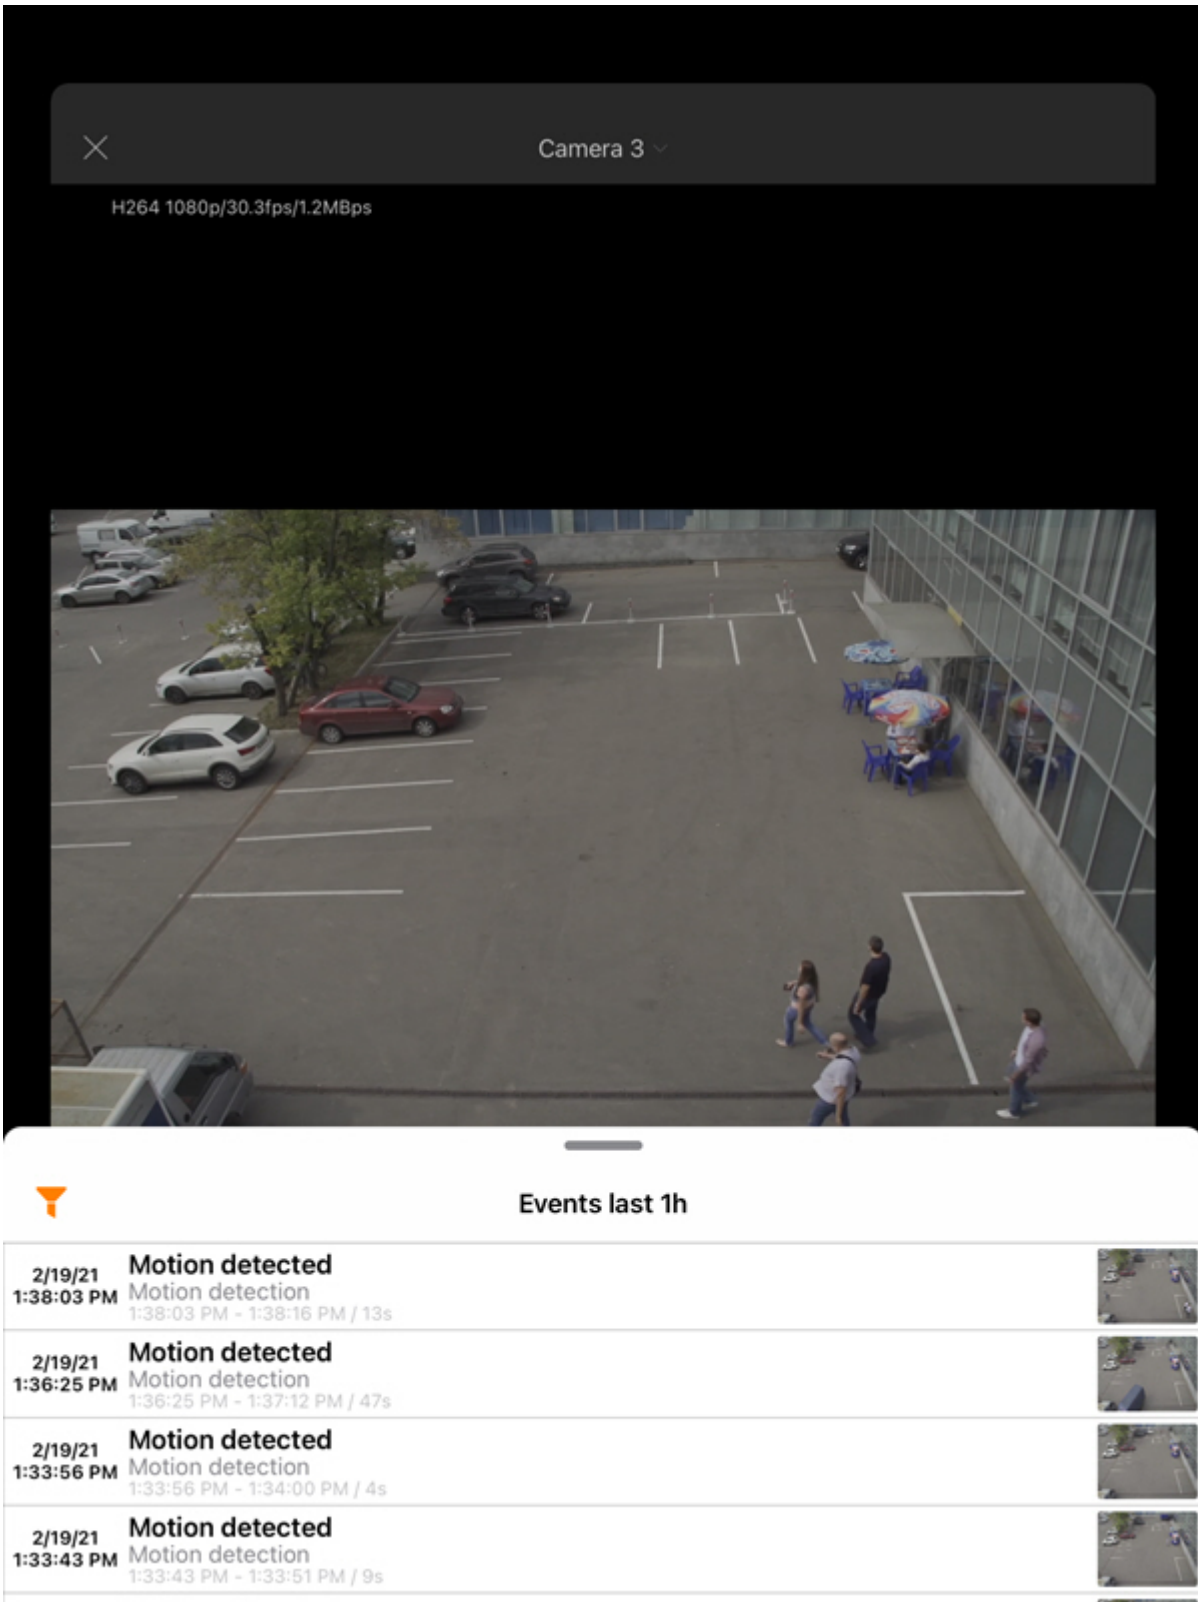 Camera 3
H264 1080p/30.3fps/1.2MBps
Events last 1h
2/19/21
1:38:03 PM
Motion detected
Motion detection
1:38:03 PM - 1:38:16 PM / 13s
2/19/21
1:36:25 PM
Motion detected
Motion detection
1:36:25 PM - 1:37:12 PM / 47s
2/19/21
1:33:56 PM
Motion detected
Motion detection
1:33:56 PM - 1:34:00 PM / 4s
2/19/21
1:33:43 PM
Motion detected
Motion detection
1:33:43 PM - 1:33:51 PM / 9s